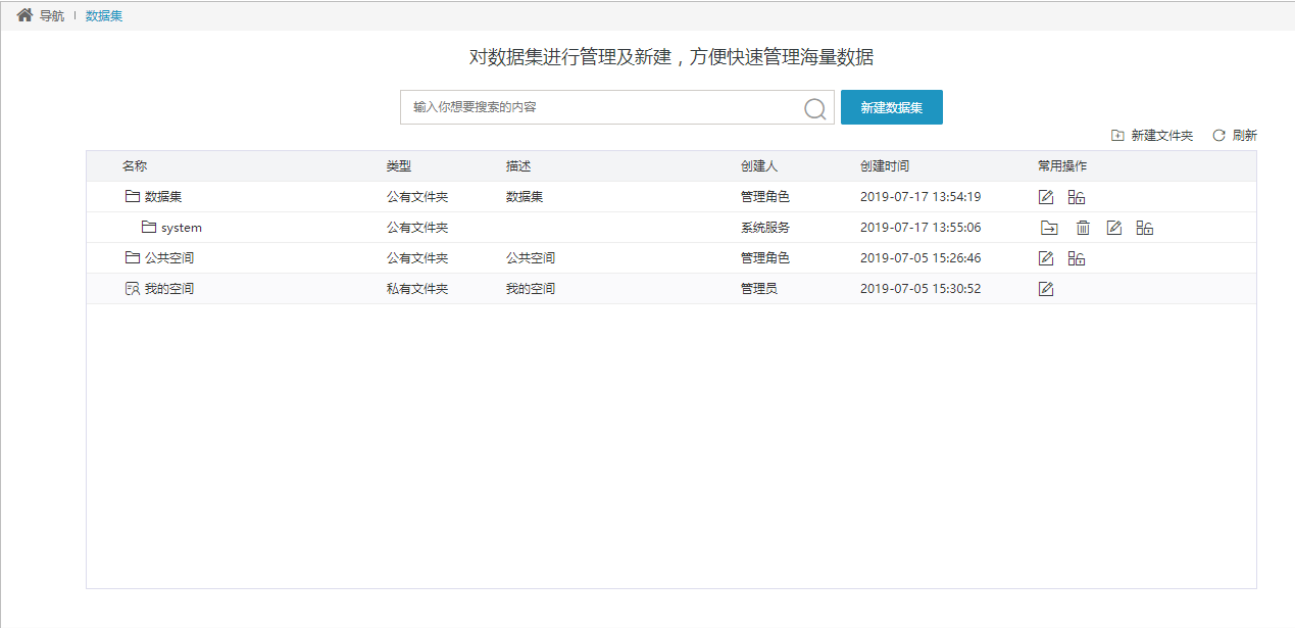 导航 | 数据集
对数据集进行管理及新建，方便快速管理海量数据
输入你想要搜索的内容 新建数据集
新建文件夹 刷新
名称 类型 描述 创建人 创建时间 常用操作
数据集 公有文件夹 数据集 管理角色 2019-07-17 13:54:19
system 公有文件夹 系统服务 2019-07-17 13:55:06
公共空间 公有文件夹 公共空间 管理角色 2019-07-05 15:26:46
我的空间 私有文件夹 我的空间 管理员 2019-07-05 15:30:52